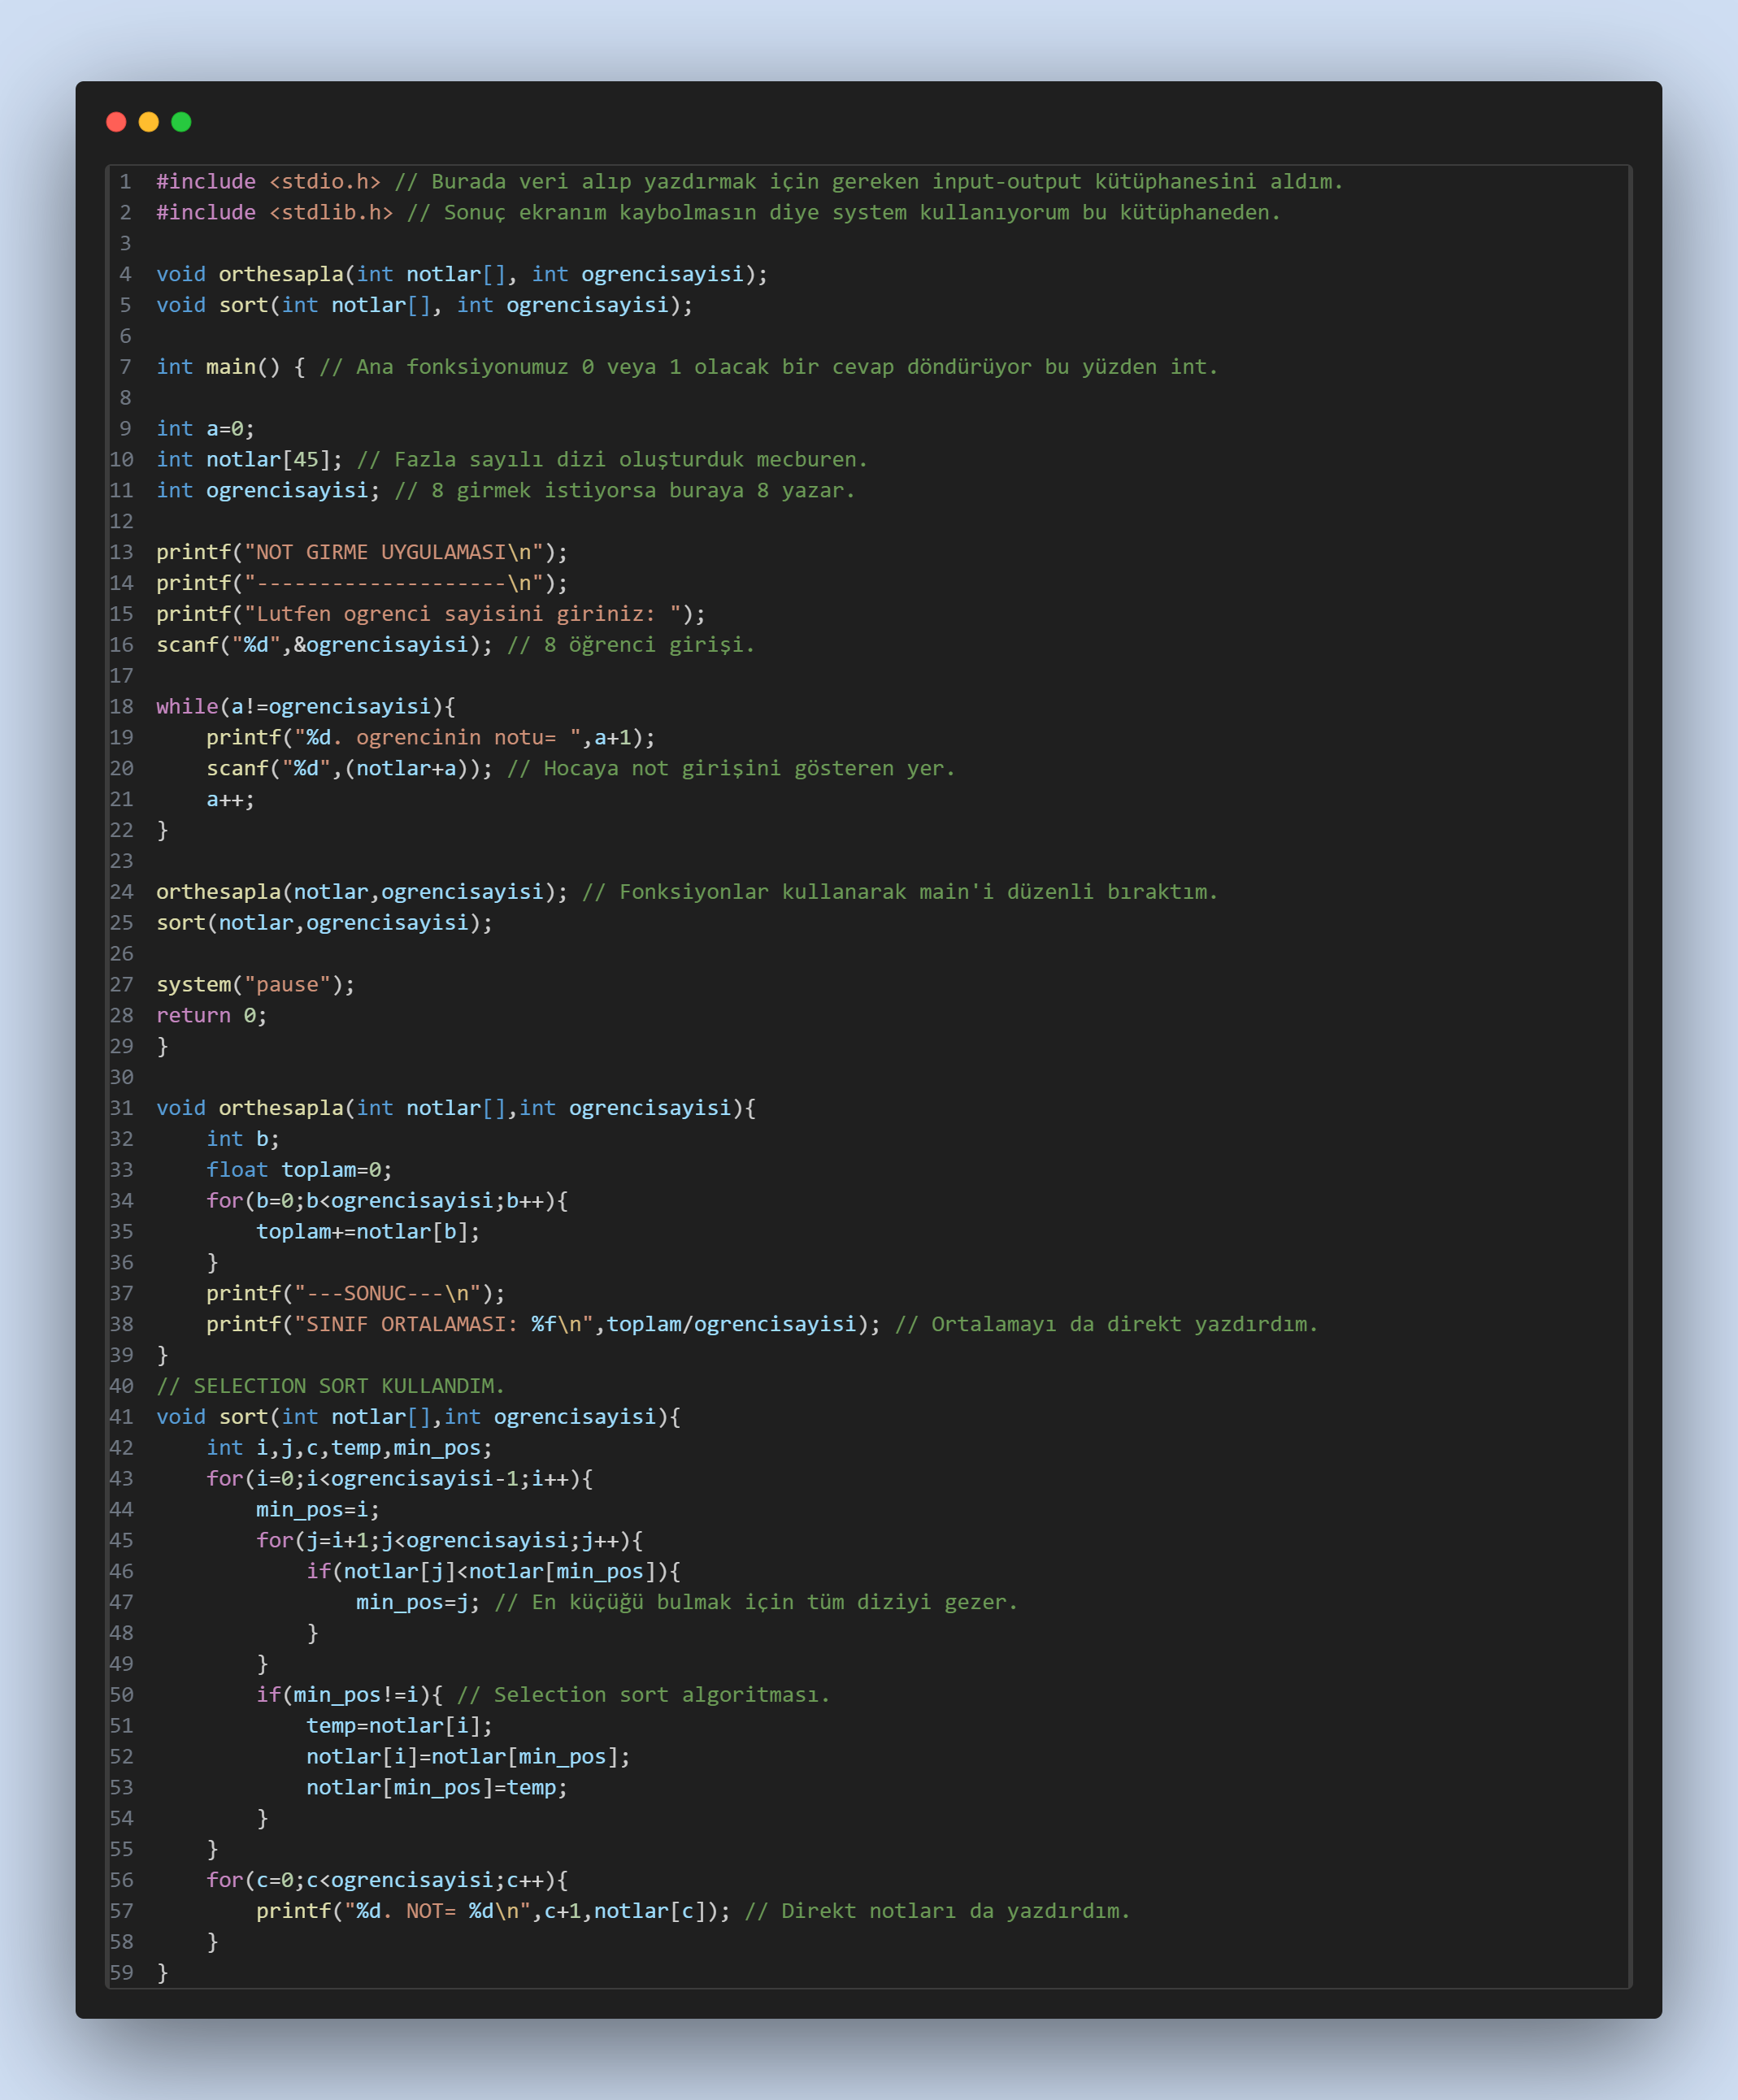 1 #include <stdio.h> // Burada veri alıp yazdırmak için gereken input-output kütüphanesini aldım.
2 #include <stdlib.h> // Sonuç ekranım kaybolmasın diye system kullanıyorum bu kütüphaneden.
3
4 void orthesapla(int notlar[], int ogrencisayisi);
5 void sort(int notlar[], int ogrencisayisi);
6
7 int main() { // Ana fonksiyonumuz 0 veya 1 olacak bir cevap döndürüyor bu yüzden int.
8
9 int a=0;
10 int notlar[45]; // Fazla sayılı dizi oluşturduk mecburen.
11 int ogrencisayisi; // 8 girmek istiyorsa buraya 8 yazar.
12
13 printf("NOT GIRME UYGULAMASI\n");
14 printf("--------------------\n");
15 printf("Lutfen ogrenci sayisini giriniz: ");
16 scanf("%d",&ogrencisayisi); // 8 öğrenci girişi.
17
18 while(a!=ogrencisayisi){
19     printf("%d. ogrencinin notu= ",a+1);
20     scanf("%d",(notlar+a)); // Hocaya not girişini gösteren yer.
21     a++;
22 }
23
24 orthesapla(notlar,ogrencisayisi); // Fonksiyonlar kullanarak main'i düzenli bıraktım.
25 sort(notlar,ogrencisayisi);
26
27 system("pause");
28 return 0;
29 }
30
31 void orthesapla(int notlar[],int ogrencisayisi){
32     int b;
33     float toplam=0;
34     for(b=0;b<ogrencisayisi;b++){
35         toplam+=notlar[b];
36     }
37     printf("---SONUC---\n");
38     printf("SINIF ORTALAMASI: %f\n",toplam/ogrencisayisi); // Ortalamayı da direkt yazdırdım.
39 }
40 // SELECTION SORT KULLANDIM.
41 void sort(int notlar[],int ogrencisayisi){
42     int i,j,c,temp,min_pos;
43     for(i=0;i<ogrencisayisi-1;i++){
44         min_pos=i;
45         for(j=i+1;j<ogrencisayisi;j++){
46             if(notlar[j]<notlar[min_pos]){
47                 min_pos=j; // En küçüğü bulmak için tüm diziyi gezer.
48             }
49         }
50         if(min_pos!=i){ // Selection sort algoritması.
51             temp=notlar[i];
52             notlar[i]=notlar[min_pos];
53             notlar[min_pos]=temp;
54         }
55     }
56     for(c=0;c<ogrencisayisi;c++){
57         printf("%d. NOT= %d\n",c+1,notlar[c]); // Direkt notları da yazdırdım.
58     }
59 }